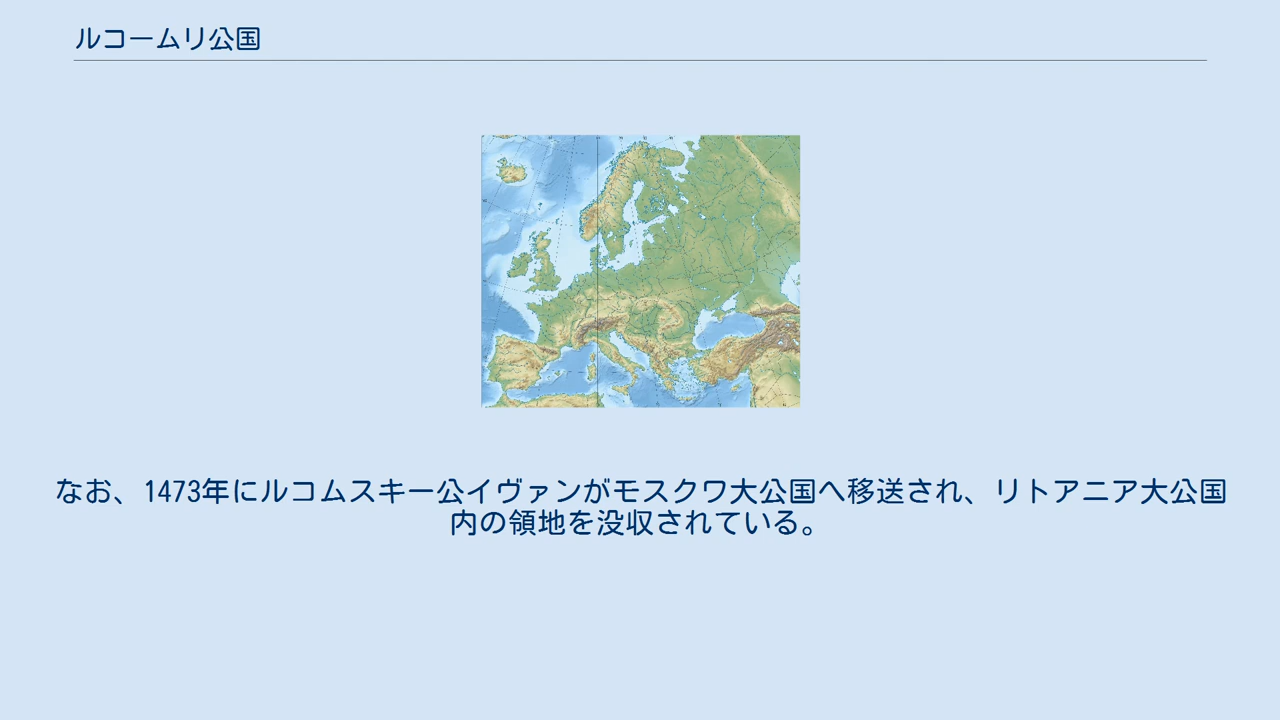 ルコームリ公国
なお、1473年にルコムスキー公イヴァンがモスクワ大公国へ移送され、リトアニア大公国
内の領地を没収されている。